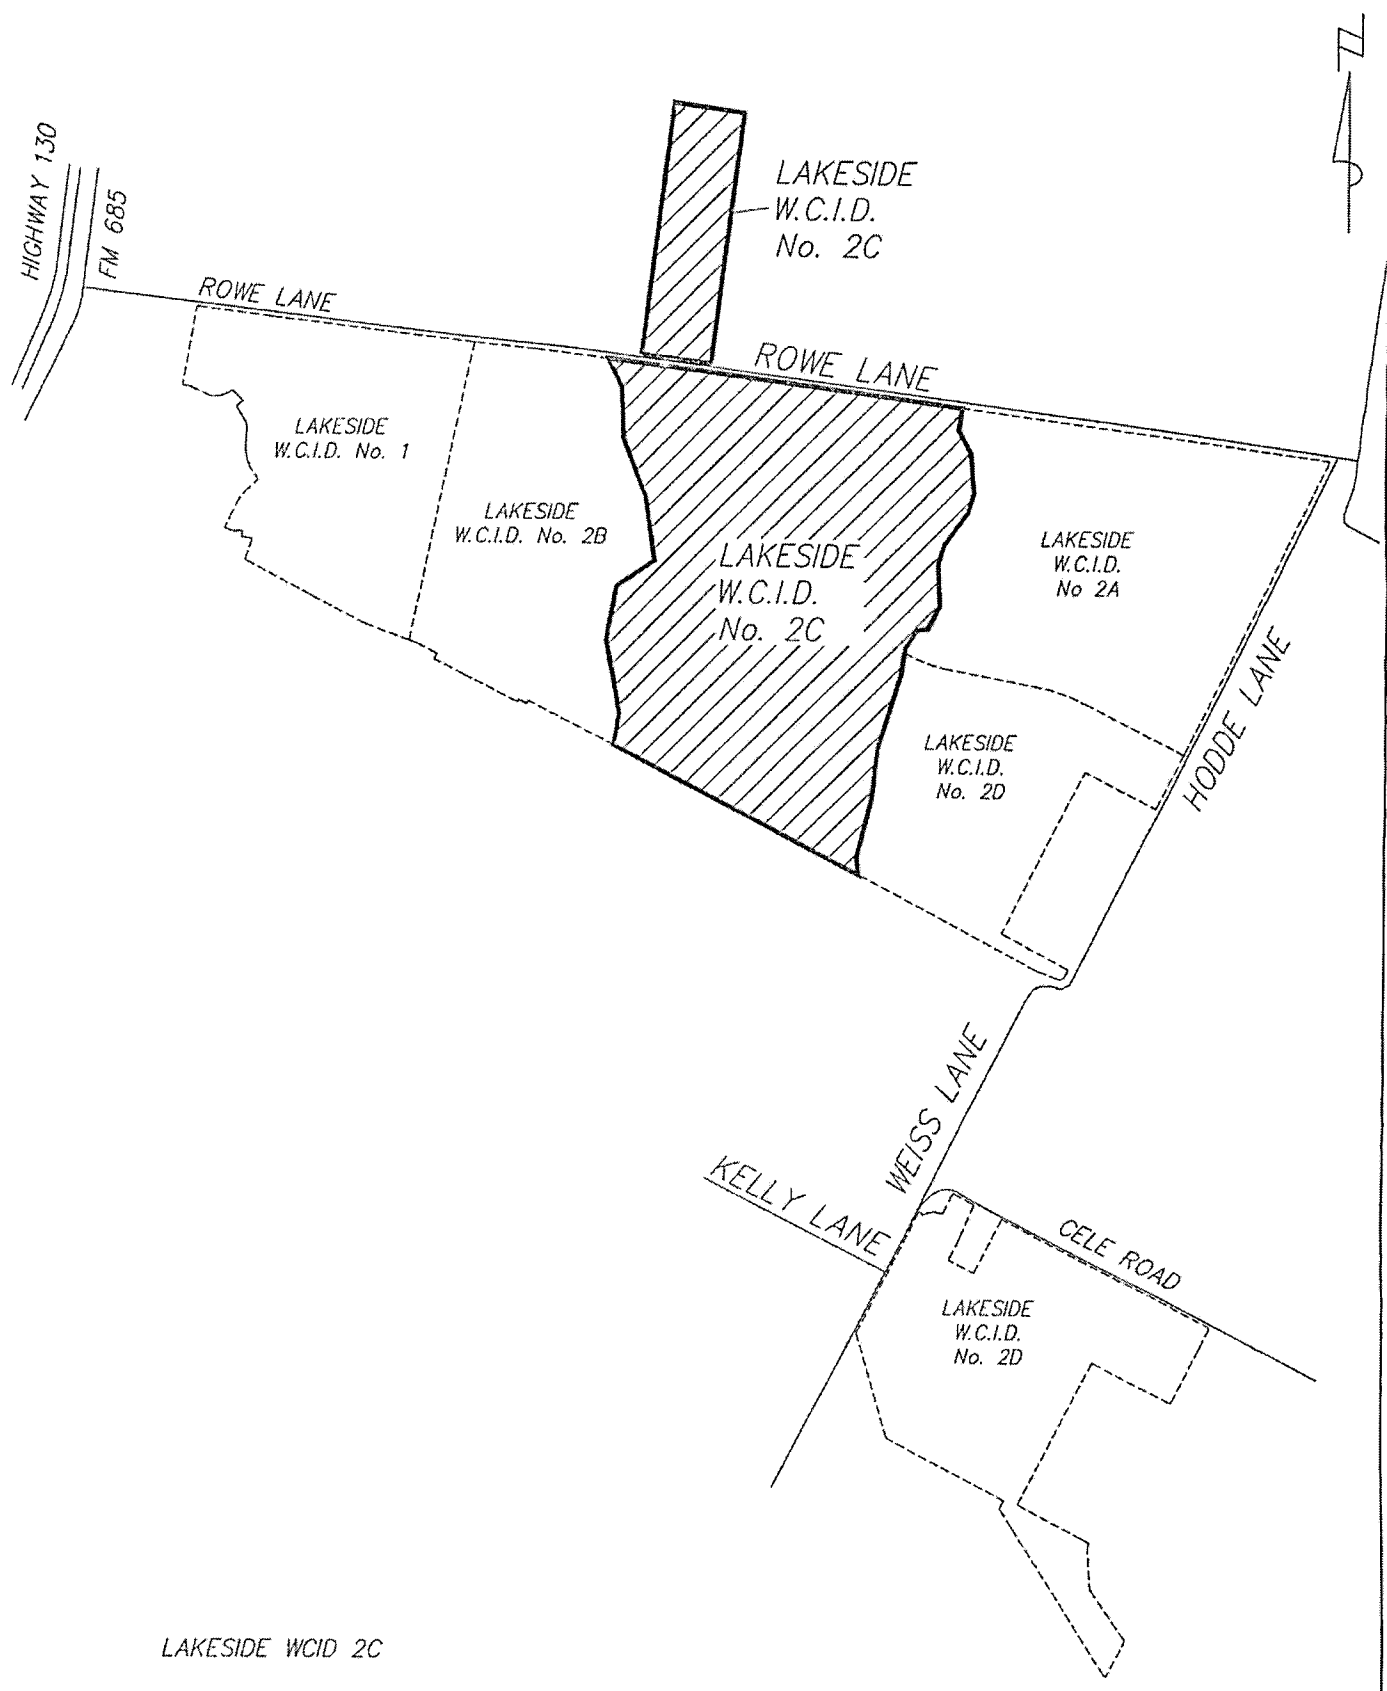 N
HIGHWAY 130
FM 685
LAKESIDE
W.C.I.D.
No. 2C
ROWE LANE
ROWE LANE
LAKESIDE
W.C.I.D. No. 1
LAKESIDE
W.C.I.D. No. 2B
LAKESIDE
W.C.I.D.
No. 2C
LAKESIDE
W.C.I.D.
No 2A
HODDE LANE
LAKESIDE
W.C.I.D.
No. 2D
WEISS LANE
KELLY LANE
CELE ROAD
LAKESIDE
W.C.I.D.
No. 2D
LAKESIDE WCID 2C